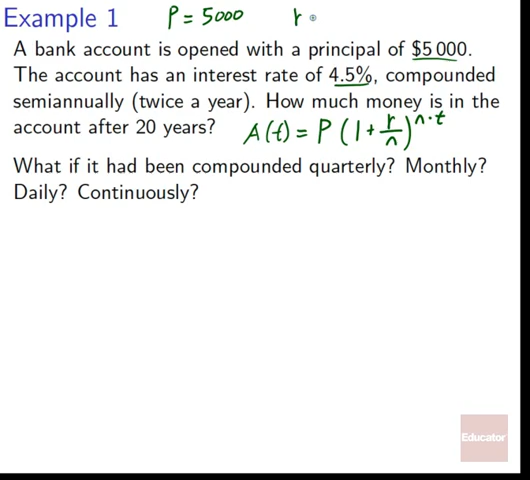 Example 1 P = 5000 r
A bank account is opened with a principal of $5 000.
The account has an interest rate of 4.5%, compounded
semiannually (twice a year). How much money is in the
account after 20 years? A(t) = P (1 + r/n)^n·t
What if it had been compounded quarterly? Monthly?
Daily? Continuously?
Educator